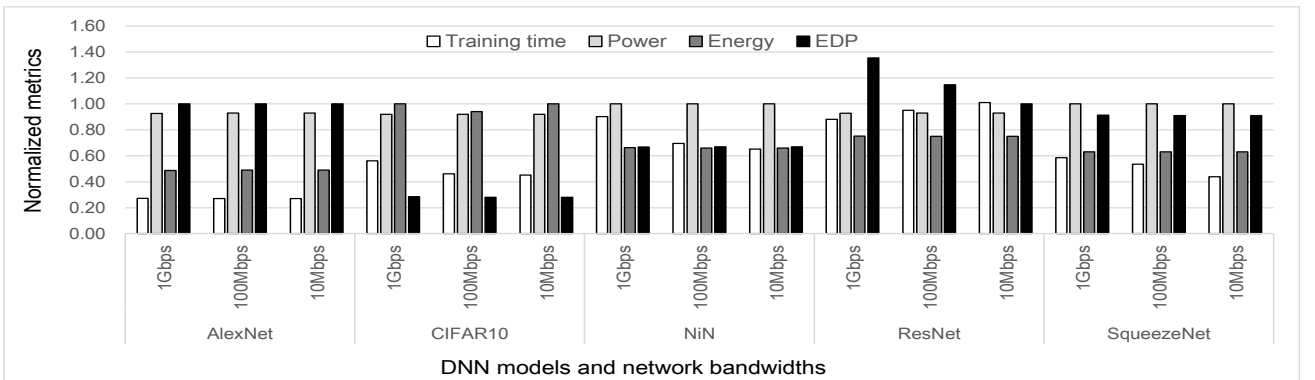 Normalized metrics
1.60
1.40
1.20
1.00
0.80
0.60
0.40
0.20
0.00
Training time Power Energy EDP
1Gbps 100Mbps 10Mbps 1Gbps 100Mbps 10Mbps 1Gbps 100Mbps 10Mbps 1Gbps 100Mbps 10Mbps 1Gbps 100Mbps 10Mbps
AlexNet CIFAR10 NiN ResNet SqueezeNet
DNN models and network bandwidths